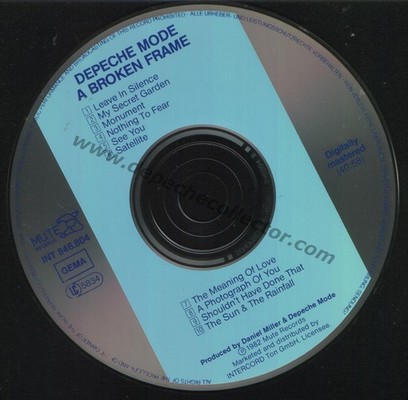 DEPECHE MODE
A BROKEN FRAME
1 Leave In Silence
2 My Secret Garden
3 Monument
4 Nothing To Fear
5 See You
6 Satellite
Digitally
mastered
(40:58)
www.depechecollector.com
MUTE
INT 846.804
GEMA
LC 5834
7 The Meaning Of Love
8 A Photograph Of You
9 Shouldn't Have Done That
10 The Sun & The Rainfall
Produced by Daniel Miller & Depeche Mode
℗ 1982 Mute Records
Marketed and distributed by
INTERCORD Ton GmbH. Licensee.